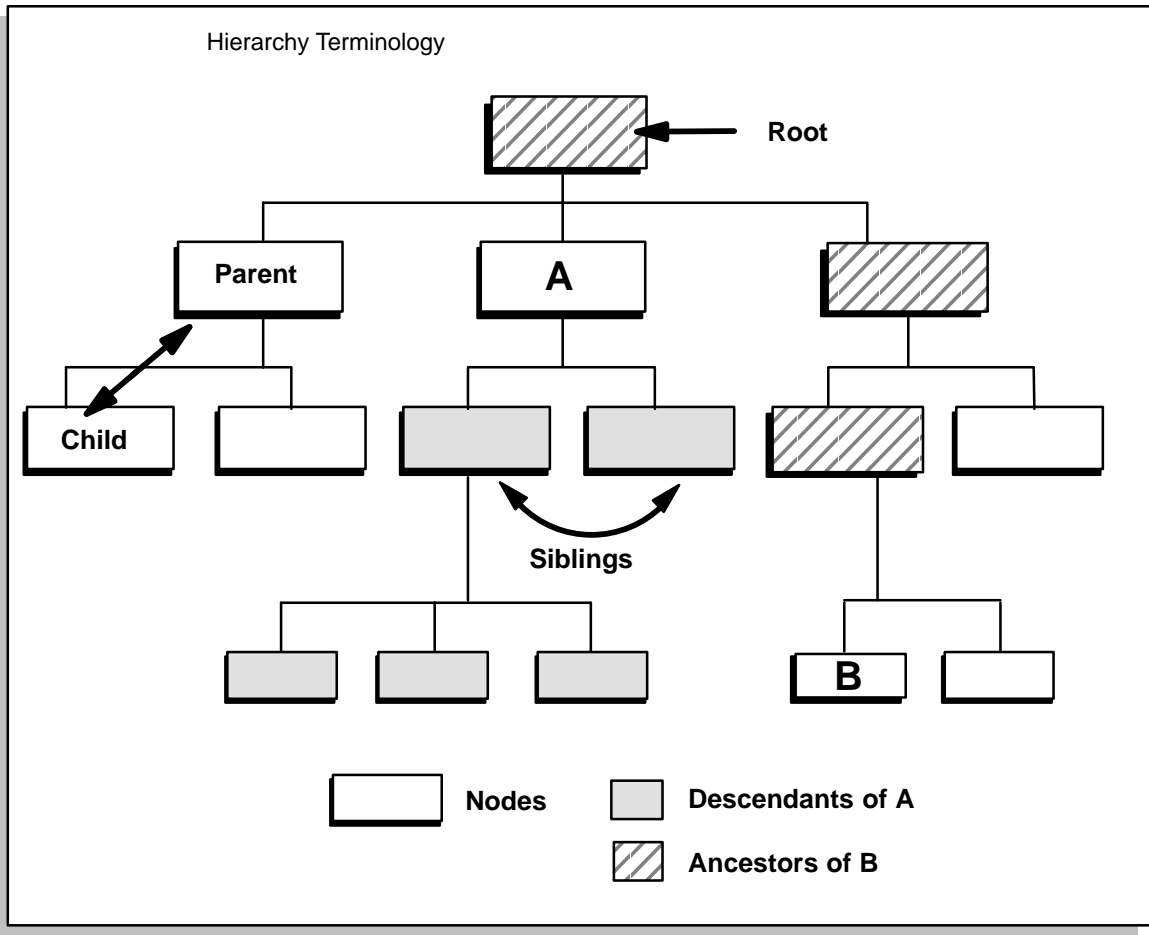 Hierarchy Terminology
Root
Parent
A
Child
Siblings
B
Nodes
Descendants of A
Ancestors of B